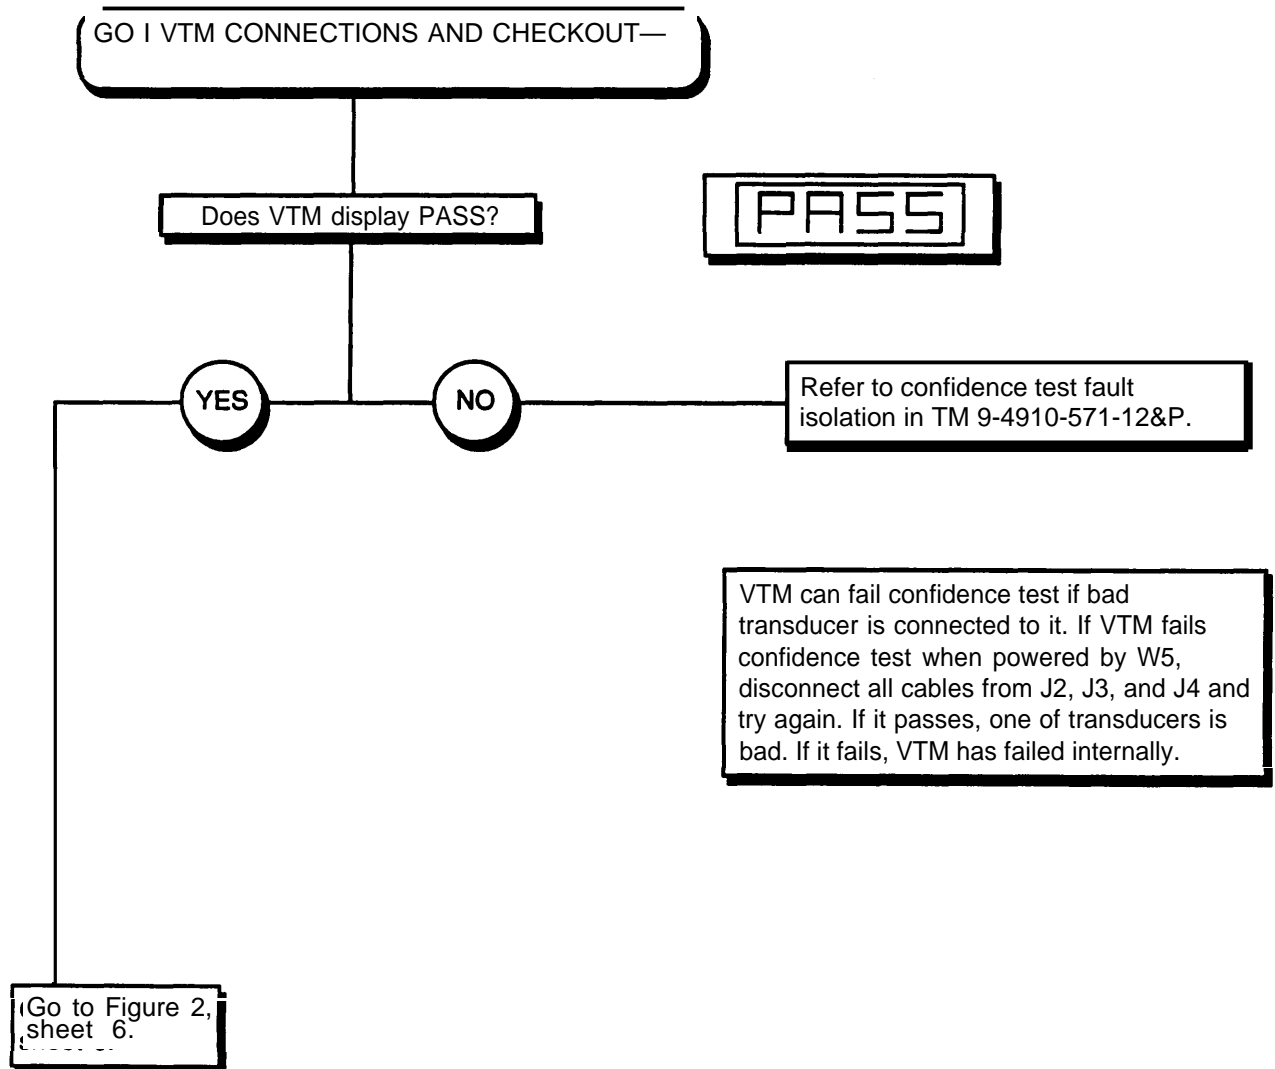 GO I VTM CONNECTIONS AND CHECKOUT—
Does VTM display PASS?
PASS
YES
NO
Refer to confidence test fault
isolation in TM 9-4910-571-12&P.
VTM can fail confidence test if bad
transducer is connected to it. If VTM fails
confidence test when powered by W5,
disconnect all cables from J2, J3, and J4 and
try again. If it passes, one of transducers is
bad. If it fails, VTM has failed internally.
Go to Figure 2,
sheet 6.